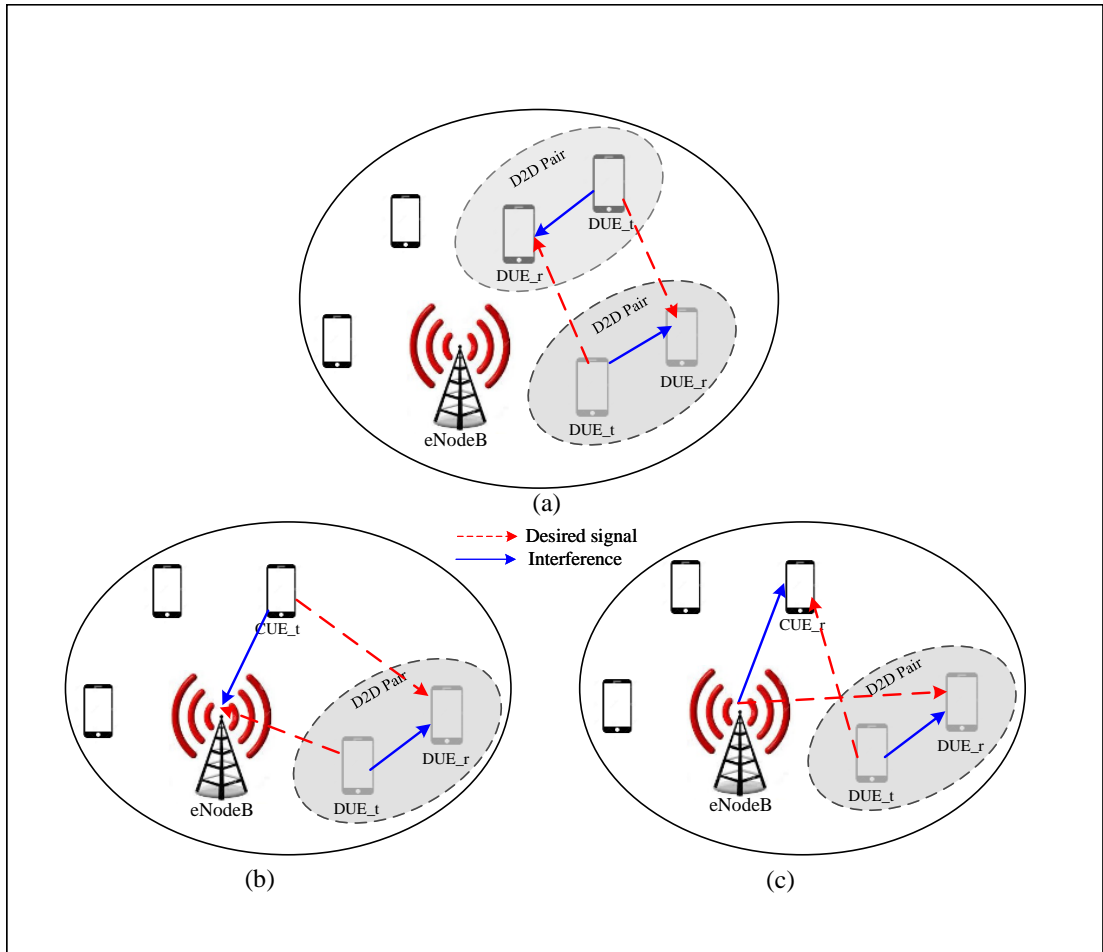 D2D Pair
DUE_t
DUE_r
D2D Pair
DUE_r
DUE_t
eNodeB
(a)
Desired signal
Interference
CUE_t
D2D Pair
DUE_r
DUE_t
eNodeB
(b)
CUE_r
D2D Pair
DUE_r
DUE_t
eNodeB
(c)